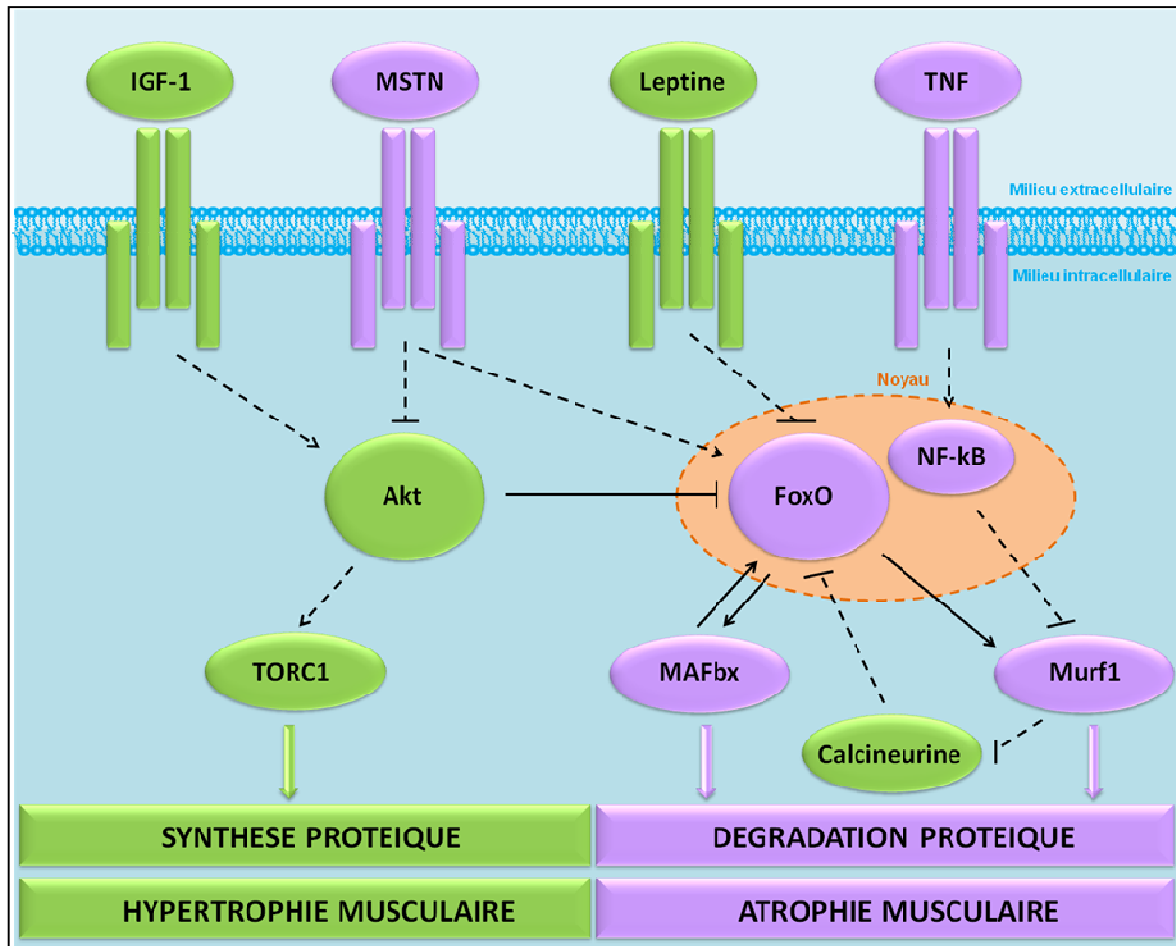 IGF-1
MSTN
Leptine
TNF
Milieu extracellulaire
Milieu intracellulaire
Noyau
NF-kB
Akt
FoxO
TORC1
MAFbx
Murf1
Calcineurine
SYNTHESE PROTEIQUE
DEGRADATION PROTEIQUE
HYPERTROPHIE MUSCULAIRE
ATROPHIE MUSCULAIRE